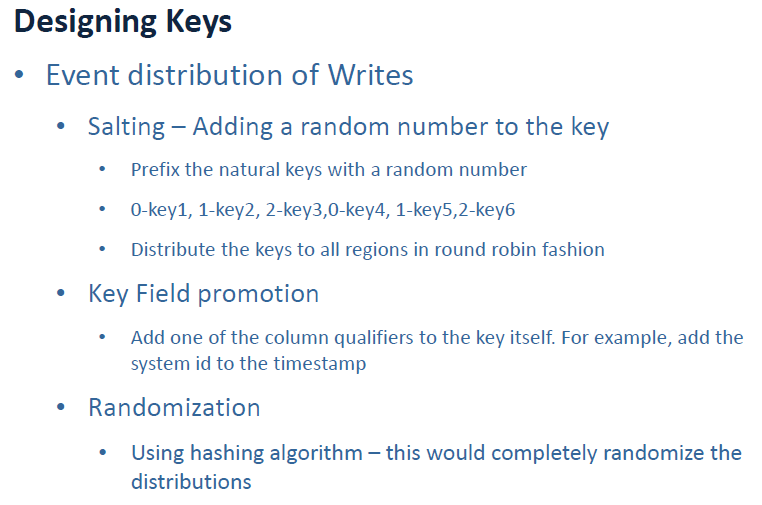 Designing Keys
• Event distribution of Writes
• Salting – Adding a random number to the key
• Prefix the natural keys with a random number
• 0-key1, 1-key2, 2-key3,0-key4, 1-key5,2-key6
• Distribute the keys to all regions in round robin fashion
• Key Field promotion
• Add one of the column qualifiers to the key itself. For example, add the
system id to the timestamp
• Randomization
• Using hashing algorithm – this would completely randomize the
distributions